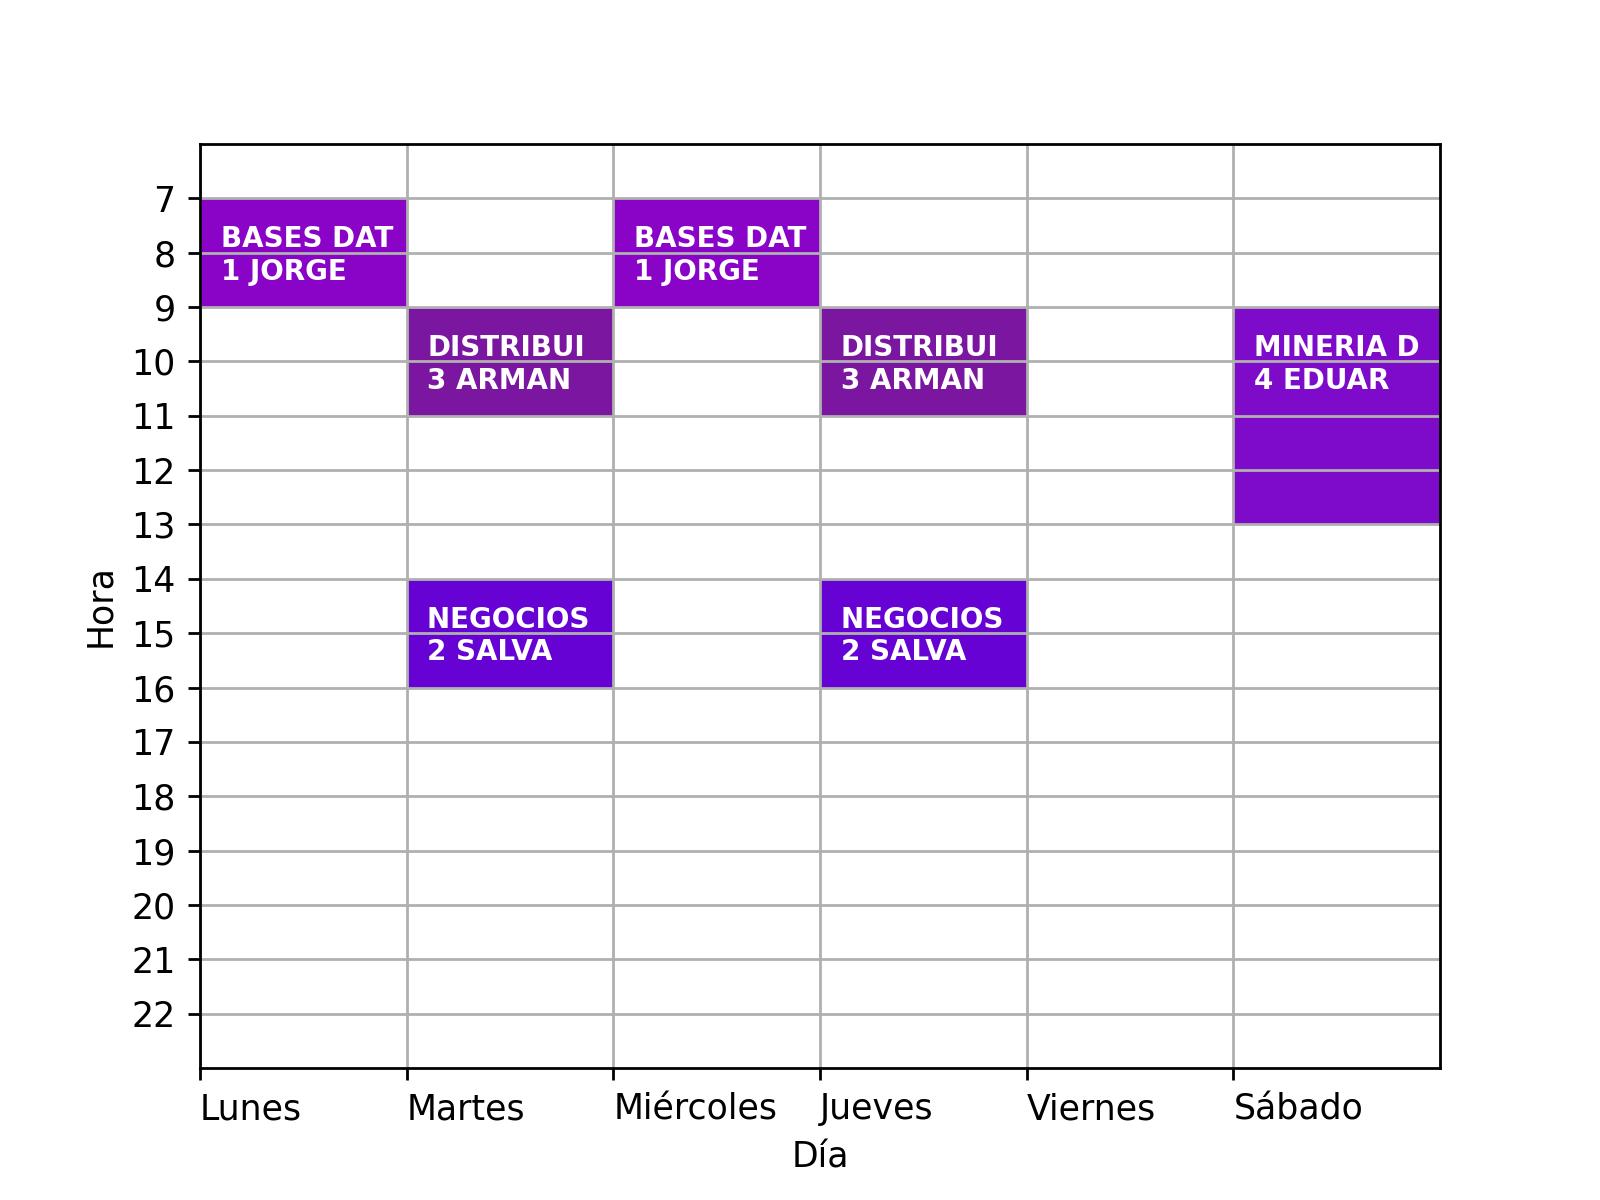 7
BASES DAT
1 JORGE
BASES DAT
1 JORGE
8
9
DISTRIBUI
3 ARMAN
DISTRIBUI
3 ARMAN
MINERIA D
4 EDUAR
10
11
12
13
14
Hora
NEGOCIOS
2 SALVA
NEGOCIOS
2 SALVA
15
16
17
18
19
20
21
22
Lunes Martes Miércoles Jueves Viernes Sábado
Día